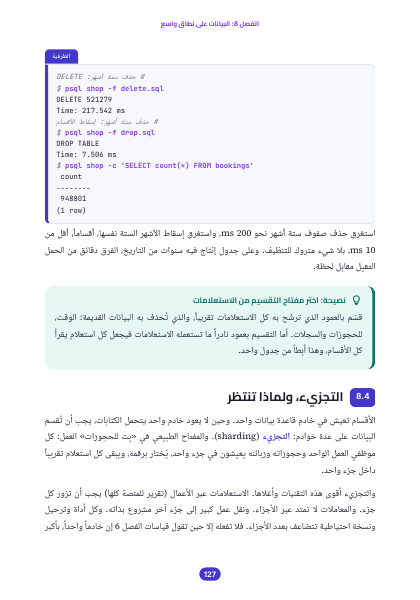 الفصل 8: البيانات على نطاق واسع
الطرفية
# حذف ستة أشهر: DELETE
$ psql shop -f delete.sql
DELETE 521279
Time: 217.542 ms
# حذف ستة أشهر: إسقاط الأقسام
$ psql shop -f drop.sql
DROP TABLE
Time: 7.506 ms
$ psql shop -c 'SELECT count(*) FROM bookings'
count
--------
948801
(1 row)
استغرق حذف صفوف ستة أشهر نحو 200 ms، واستغرق إسقاط الأشهر الستة نفسها، أقساماً، أقل من
10 ms، بلا شيء متروك للتنظيف. وعلى جدول إنتاج فيه سنوات من التاريخ، الفرق دقائق من الحمل
الثقيل مقابل لحظة.
نصيحة: اختر مفتاح التقسيم من الاستعلامات
قسّم بالعمود الذي ترشّح به كل الاستعلامات تقريباً، والذي تُحذف به البيانات القديمة: الوقت،
للحجوزات والسجلات. أما التقسيم بعمود نادراً ما تستعمله الاستعلامات فيجعل كل استعلام يقرأ
كل الأقسام، وهذا أبطأ من جدول واحد.
8.4 التجزيء، ولماذا تنتظر
الأقسام تعيش في خادم قاعدة بيانات واحد. وحين لا يعود خادم واحد يتحمل الكتابات، يجب أن تُقسم
البيانات على عدة خوادم: التجزيء (sharding). والمفتاح الطبيعي في «بِت للحجوزات» العمل: كل
موظفي العمل الواحد وحجوزاته وزبائنه يعيشون في جزء واحد، يُختار برقمه، ويبقى كل استعلام تقريباً
داخل جزء واحد.
والتجزيء أقوى هذه التقنيات وأغلاها. الاستعلامات عبر الأعمال (تقرير للمنصة كلها) يجب أن تزور كل
جزء. والمعاملات لا تمتد عبر الأجزاء. ونقل عمل كبير إلى جزء آخر مشروع بذاته. وكل أداة وترحيل
ونسخة احتياطية تتضاعف بعدد الأجزاء. فلا تفعله إلا حين تقول قياسات الفصل 6 إن خادماً واحداً، بأكبر
127